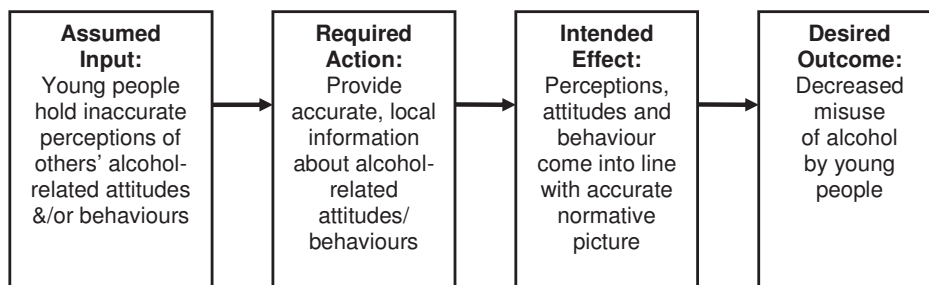 Assumed
Input:
Young people
hold inaccurate
perceptions of
others’ alcohol-
related attitudes
&/or behaviours
Required
Action:
Provide
accurate, local
information
about alcohol-
related
attitudes/
behaviours
Intended
Effect:
Perceptions,
attitudes and
behaviour
come into line
with accurate
normative
picture
Desired
Outcome:
Decreased
misuse
of alcohol
by young
people